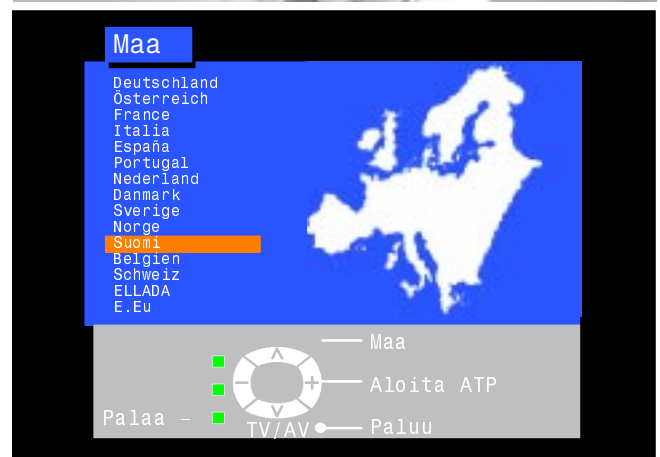 Maa
Deutschland
Österreich
France
Italia
España
Portugal
Nederland
Danmark
Sverige
Norge
Suomi
Belgien
Schweiz
ELLADA
E.Eu
Maa
Aloita ATP
Palaa -
TV/AV
Paluu